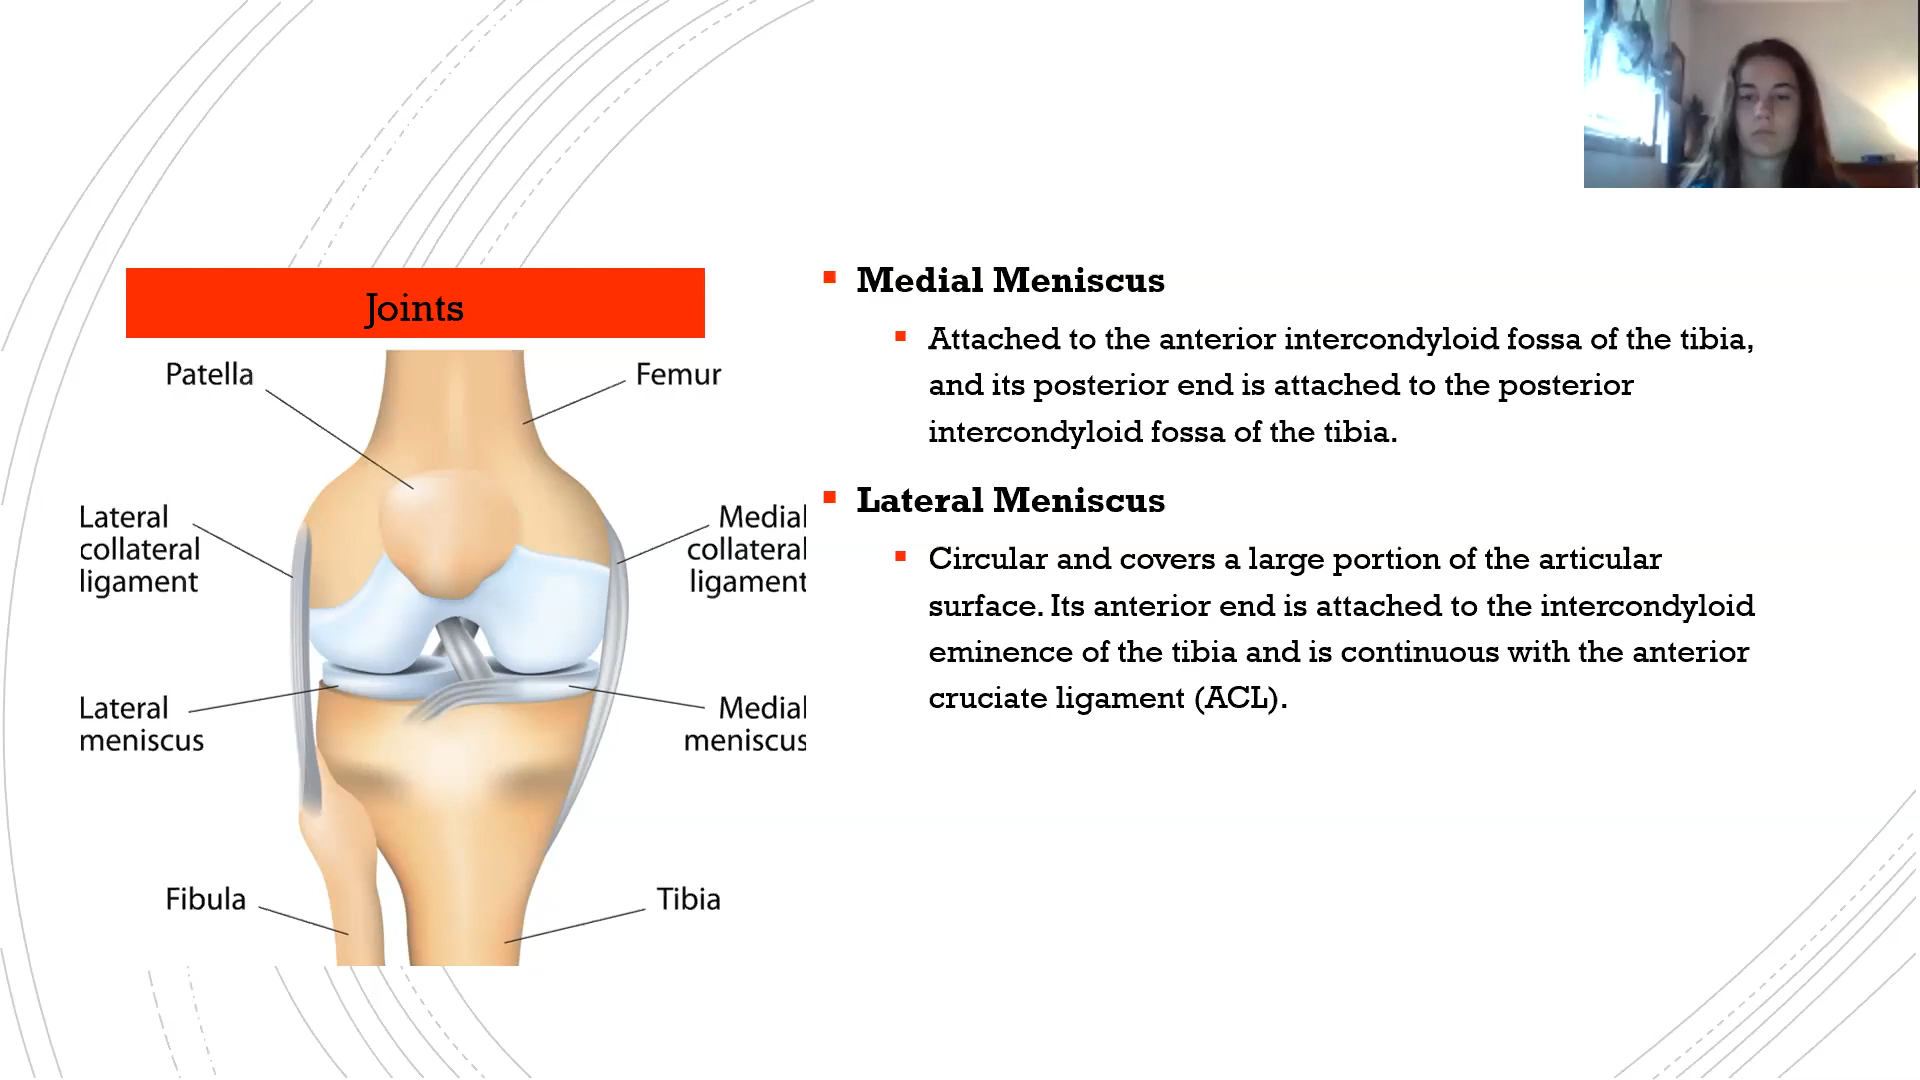 Joints
Patella
Femur
Lateral
collateral
ligament
Medial
collateral
ligament
Lateral
meniscus
Medial
meniscus
Fibula
Tibia
Medial Meniscus
Attached to the anterior intercondyloid fossa of the tibia,
and its posterior end is attached to the posterior
intercondyloid fossa of the tibia.
Lateral Meniscus
Circular and covers a large portion of the articular
surface. Its anterior end is attached to the intercondyloid
eminence of the tibia and is continuous with the anterior
cruciate ligament (ACL).